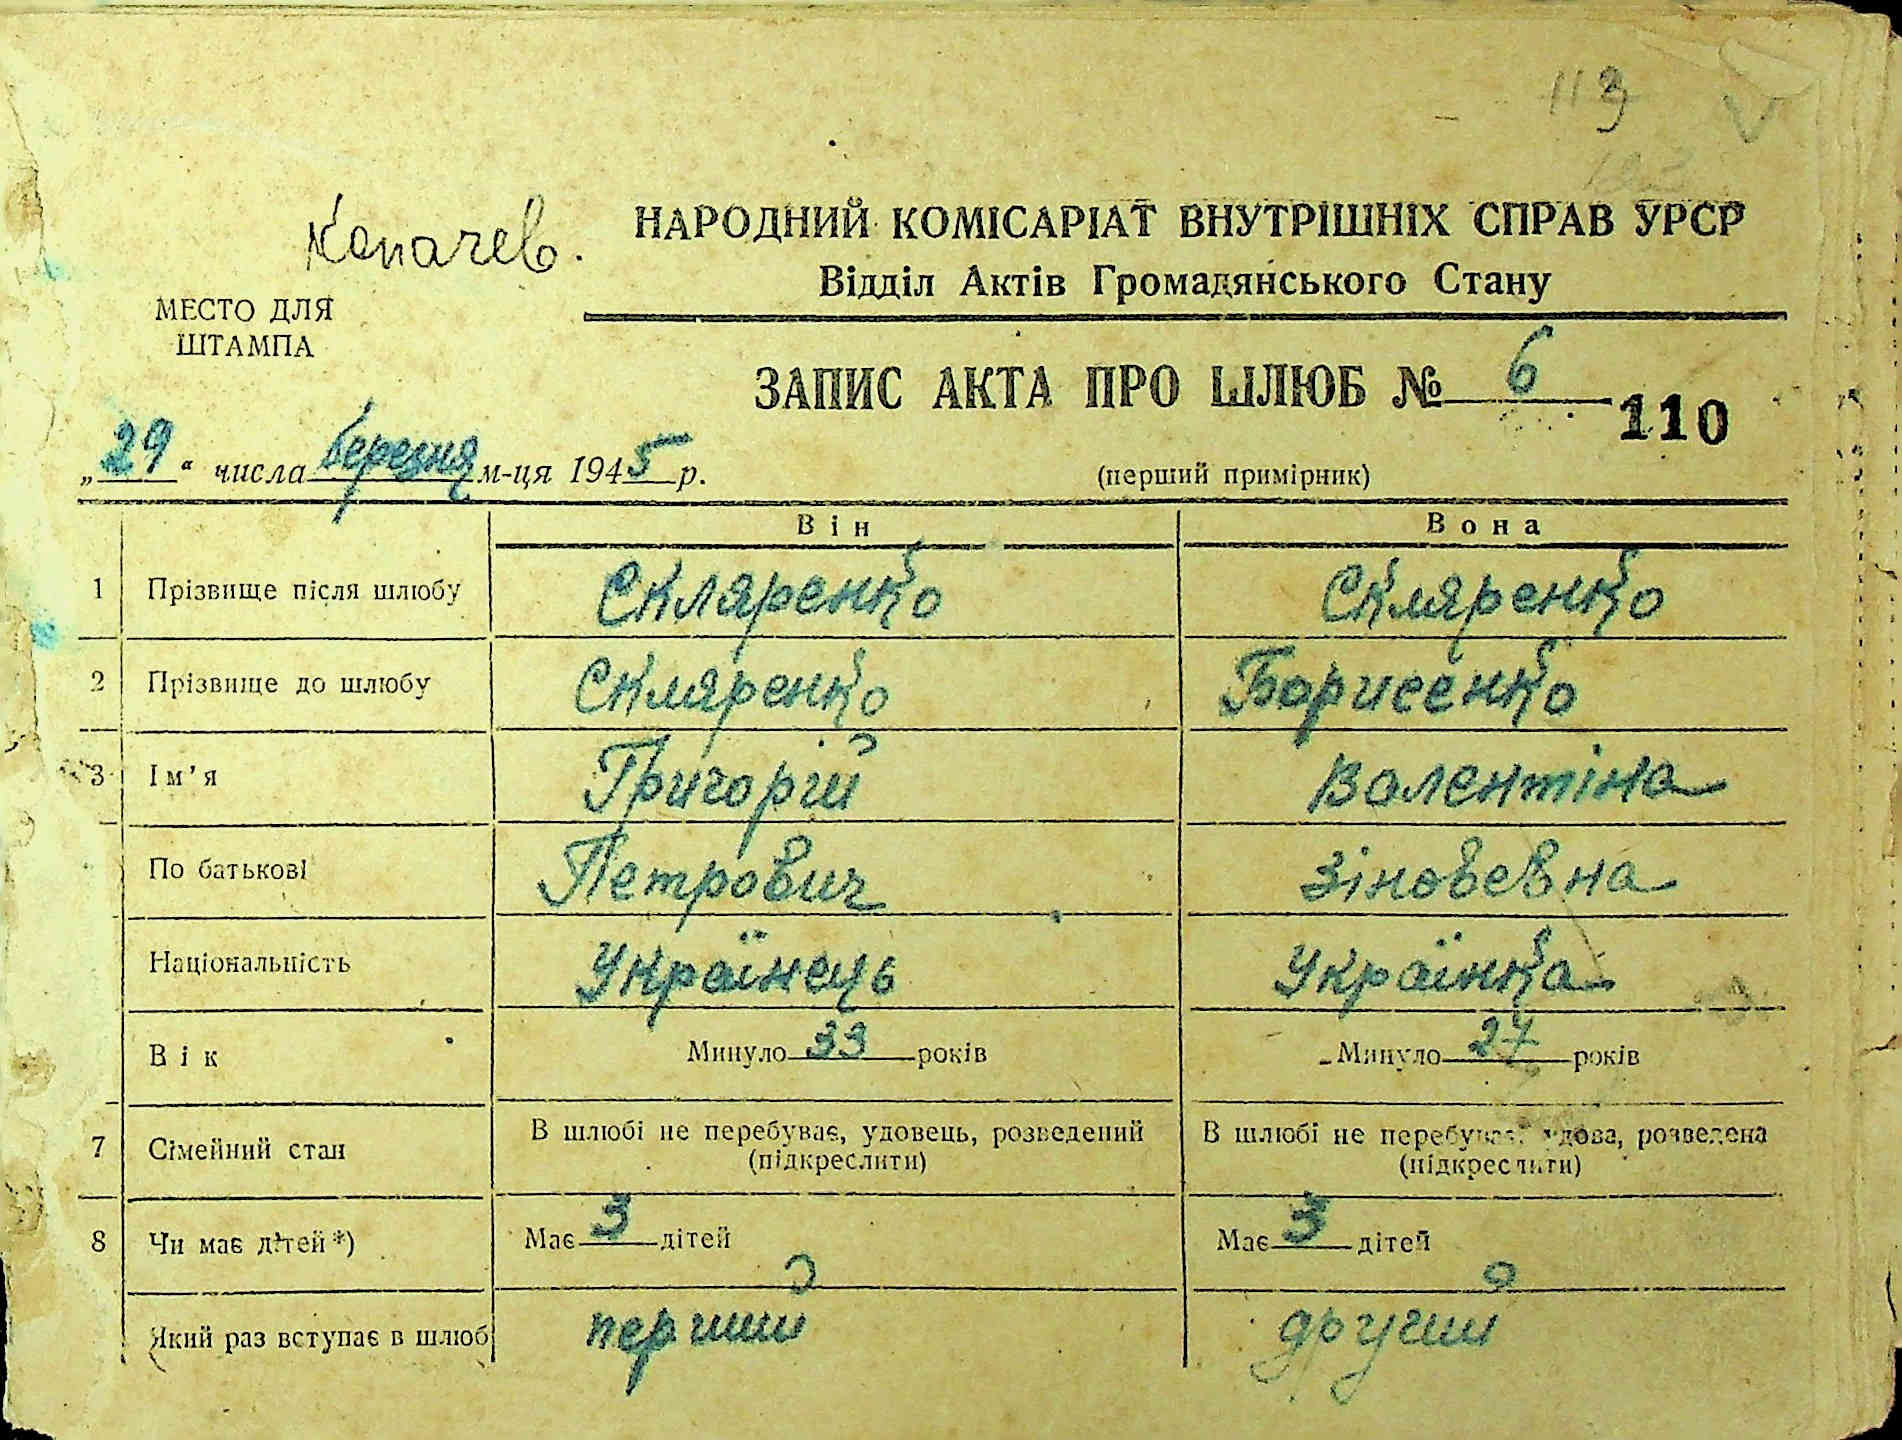 113
Копачев.
НАРОДНИЙ КОМІСАРІАТ ВНУТРІШНІХ СПРАВ УРСР
Відділ Актів Громадянського Стану
МЕСТО ДЛЯ
ШТАМПА
ЗАПИС АКТА ПРО ШЛЮБ № 6
110
„29“ числа березня м-ця 1945 р.
(перший примірник)
Він Вона
1 Прізвище після шлюбу Скляренко Скляренко
2 Прізвище до шлюбу Скляренко Борисенко
3 Ім’я Григорій Валентіна
По батькові Петрович Зіновевна
Національність Українець Українка
Вік Минуло 33 років Минуло 27 років
7 Сімейний стан В шлюбі не перебуває, удовець, розведений В шлюбі не перебуває, удова, розведена
(підкреслити) (підкреслити)
8 Чи має дітей*) Має 3 дітей Має 3 дітей
Який раз вступає в шлюб перший другий